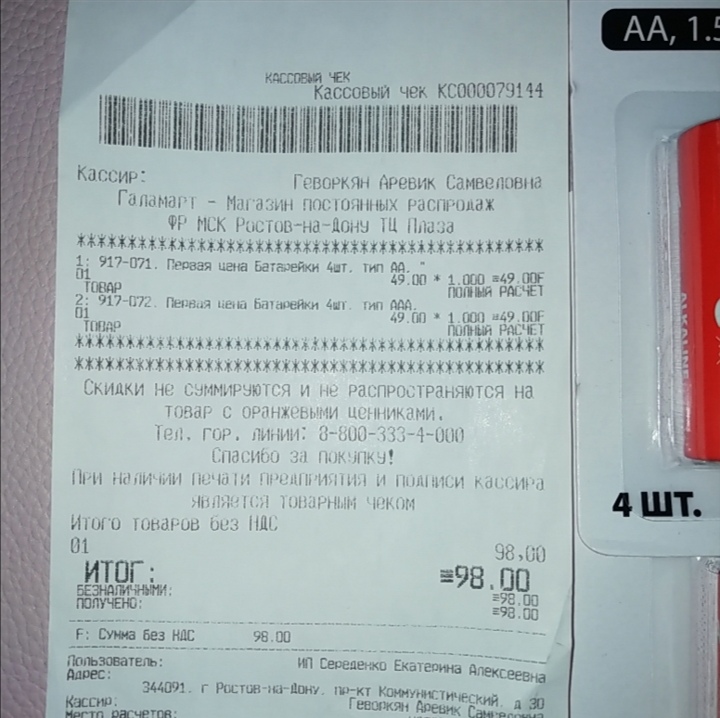 КАССОВЫЙ ЧЕК
Кассовый чек КС000079144
Кассир: Геворкян Аревик Самвеловна
Галамарт - Магазин постоянных распродаж
ФР МСК Ростов-на-Дону ТЦ Плаза
************************************************
1: 917-071. Первая цена Батарейки 4шт. тип АА. "
01 49.00 * 1.000 =49.00F
ТОВАР ПОЛНЫЙ РАСЧЕТ
2: 917-072. Первая цена Батарейки 4шт. тип ААА.
01 49.00 * 1.000 =49.00F
ТОВАР ПОЛНЫЙ РАСЧЕТ
************************************************
************************************************
Скидки не суммируются и не распространяются на
товар с оранжевыми ценниками.
Тел. гор. линии: 8-800-333-4-000
Спасибо за покупку!
При наличии печати предприятия и подписи кассира
является товарным чеком
Итого товаров без НДС
01 98,00
ИТОГ: =98.00
БЕЗНАЛИЧНЫМИ: =98.00
ПОЛУЧЕНО: =98.00
F: Сумма Без НДС 98.00
Пользователь: ИП Середенко Екатерина Алексеевна
Адрес:
344091. г Ростов-на-Дону. пр-кт Коммунистический. д 30
Кассир: Геворкян Аревик
Место расчетов:
AA, 1.5
ALKALINE
4 ШТ.